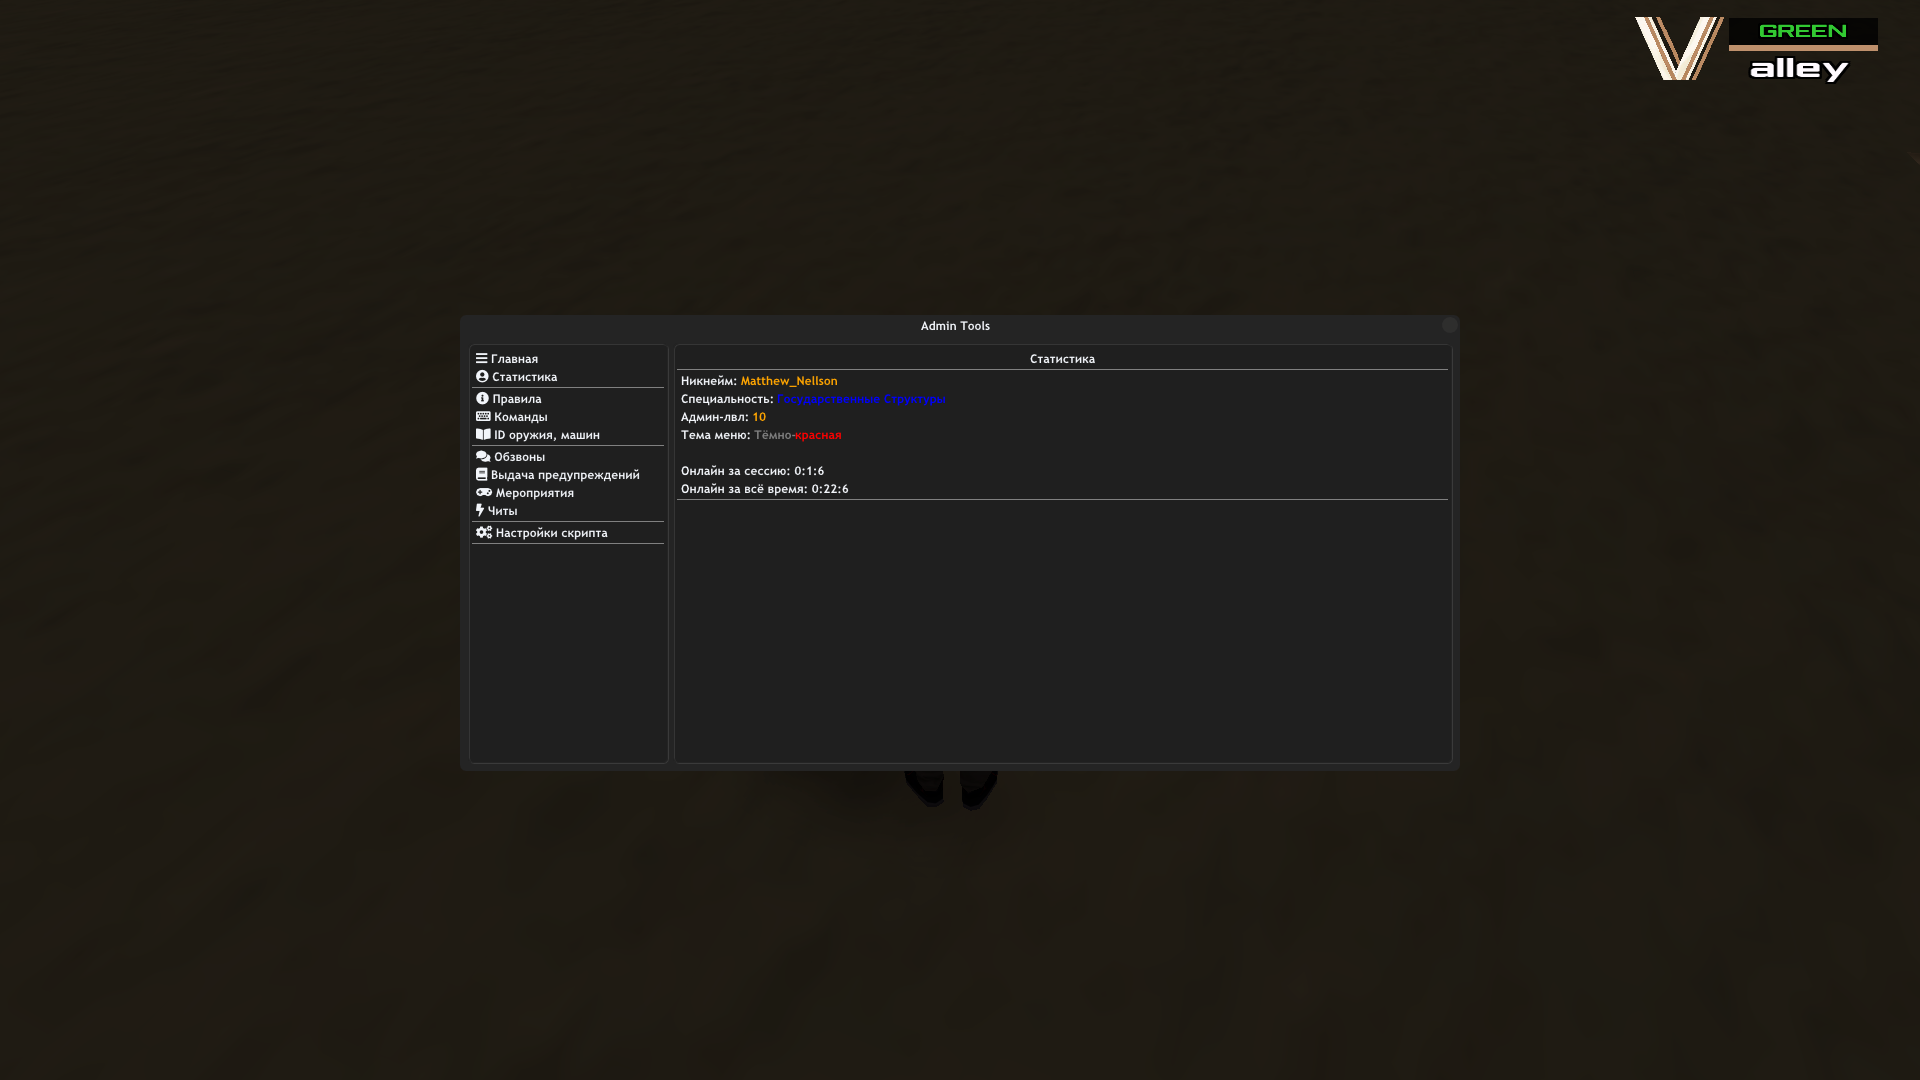 GREEN
alley
Admin Tools
Главная
Статистика
Правила
Команды
ID оружия, машин
Обзвоны
Выдача предупреждений
Мероприятия
Читы
Настройки скрипта
Статистика
Никнейм: Matthew_Nellson
Специальность: Государственные Структуры
Админ-лвл: 10
Тема меню: Тёмно-красная
Онлайн за сессию: 0:1:6
Онлайн за всё время: 0:22:6